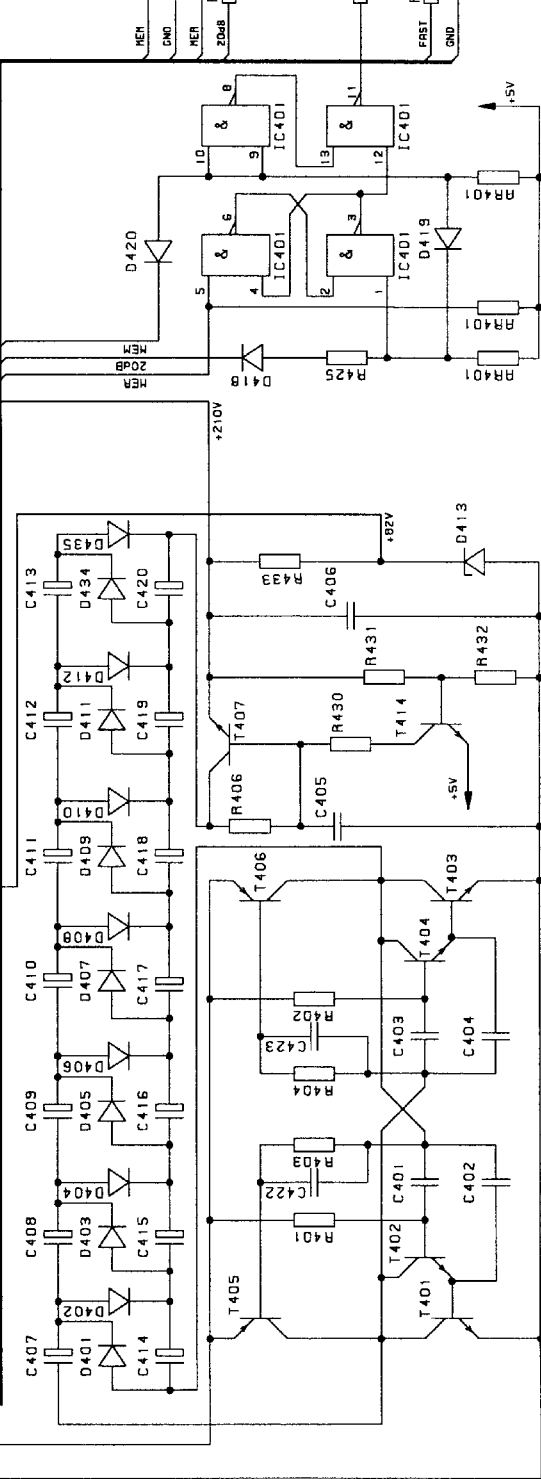 MEM
GND
MER
20dB
FAST
GND
8
&
IC401
10
9
11
&
IC401
13
12
+5V
AR401
D420
6
&
IC401
5
4
3
&
IC401
2
1
D419
AR401
MEM
20dB
MER
D418
R425
AR401
+210V
+82V
C413
D435
D434
C420
R433
D413
C406
C412
D412
D411
C419
R431
R432
T407
R430
T414
R406
C405
+5V
C411
D410
D409
C418
T406
T403
T404
C410
D408
D407
C417
R402
C423
C403
C404
R404
C409
D406
D405
C416
R403
C422
C401
C402
C408
D404
D403
C415
R401
T402
T405
T401
C407
D402
D401
C414